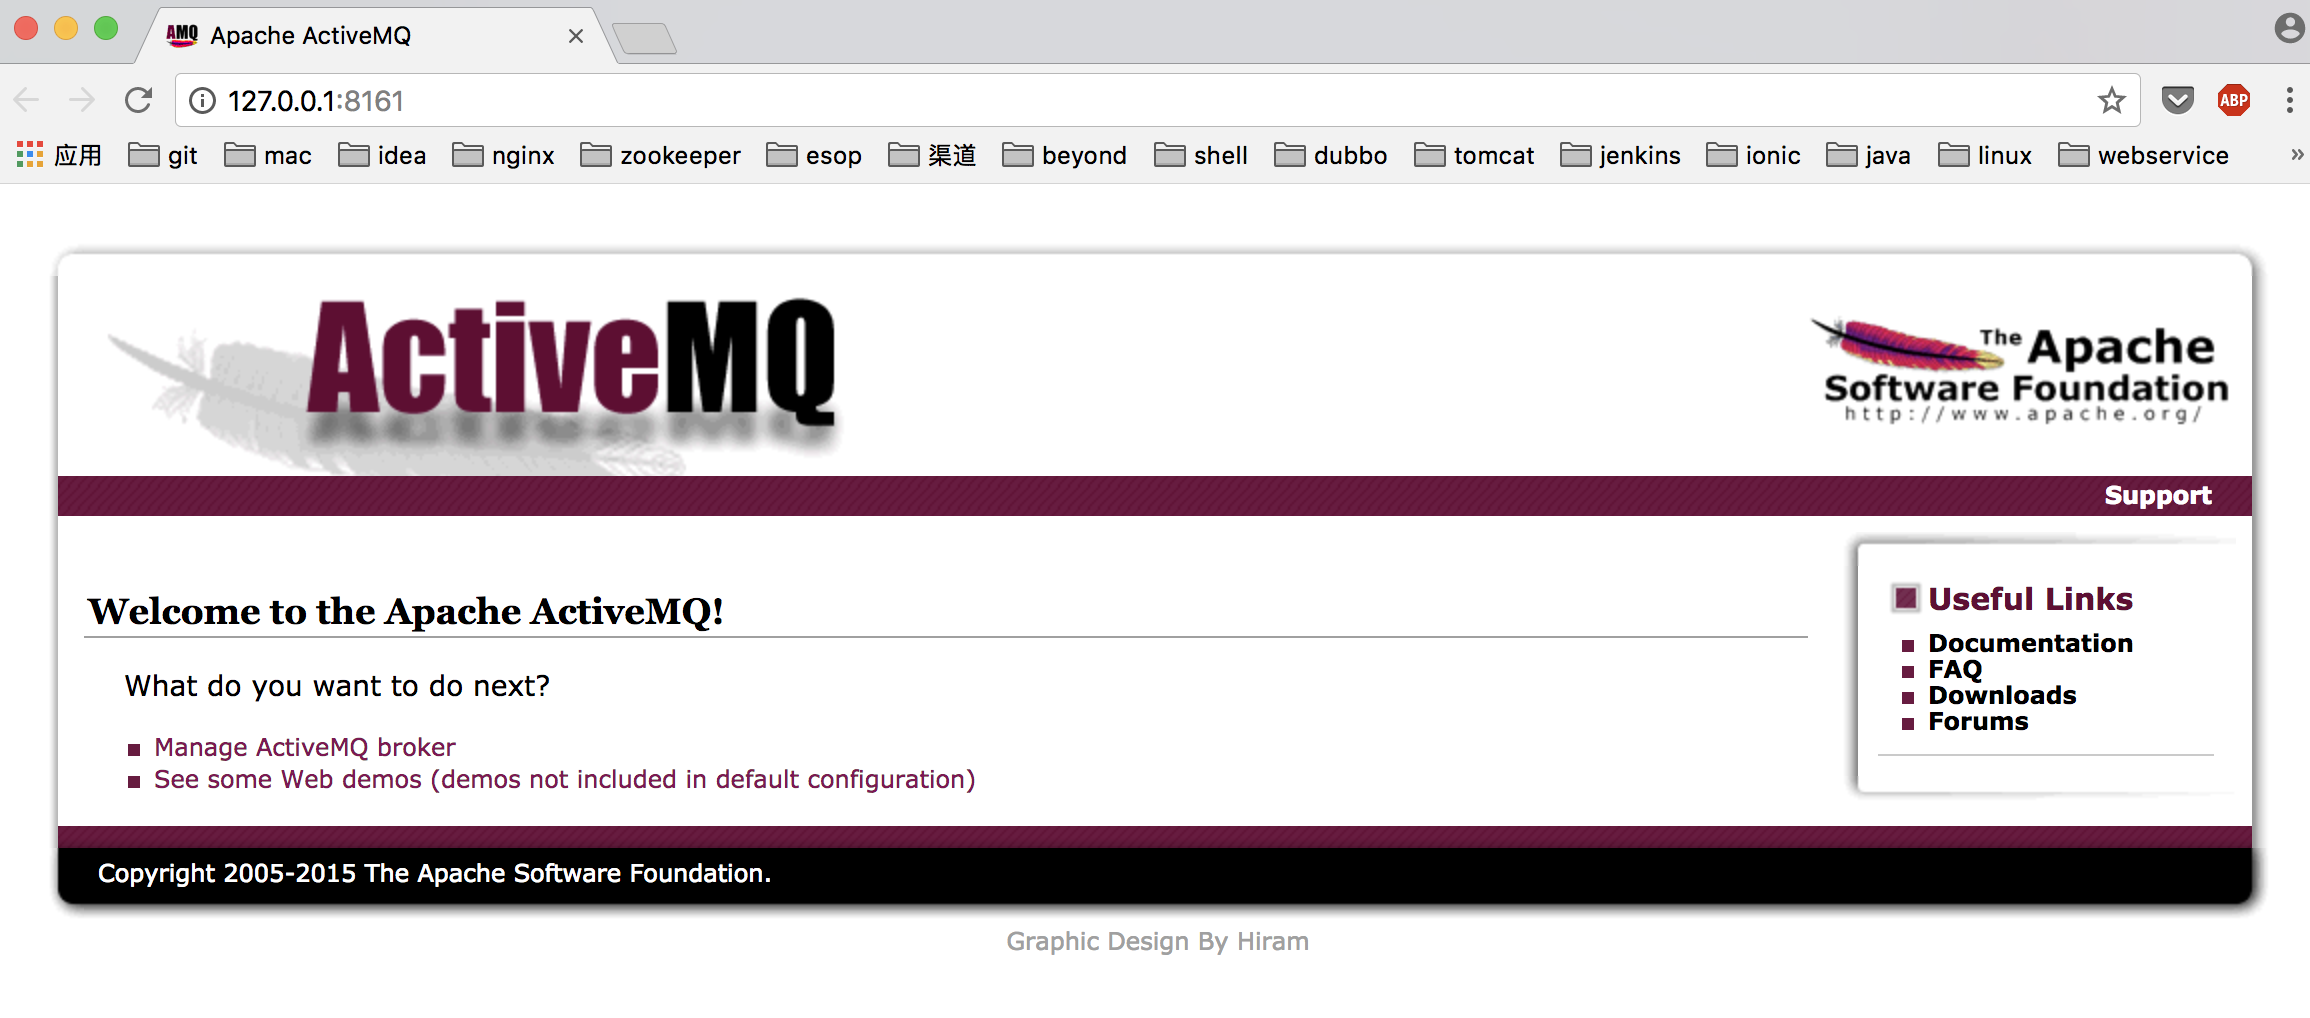 AMQ Apache ActiveMQ
127.0.0.1:8161
ABP
应用 git mac idea nginx zookeeper esop 渠道 beyond shell dubbo tomcat jenkins ionic java linux webservice »
ActiveMQ
The Apache
Software Foundation
http://www.apache.org/
Support
Welcome to the Apache ActiveMQ!
What do you want to do next?
Manage ActiveMQ broker
See some Web demos (demos not included in default configuration)
Useful Links
Documentation
FAQ
Downloads
Forums
Copyright 2005-2015 The Apache Software Foundation.
Graphic Design By Hiram